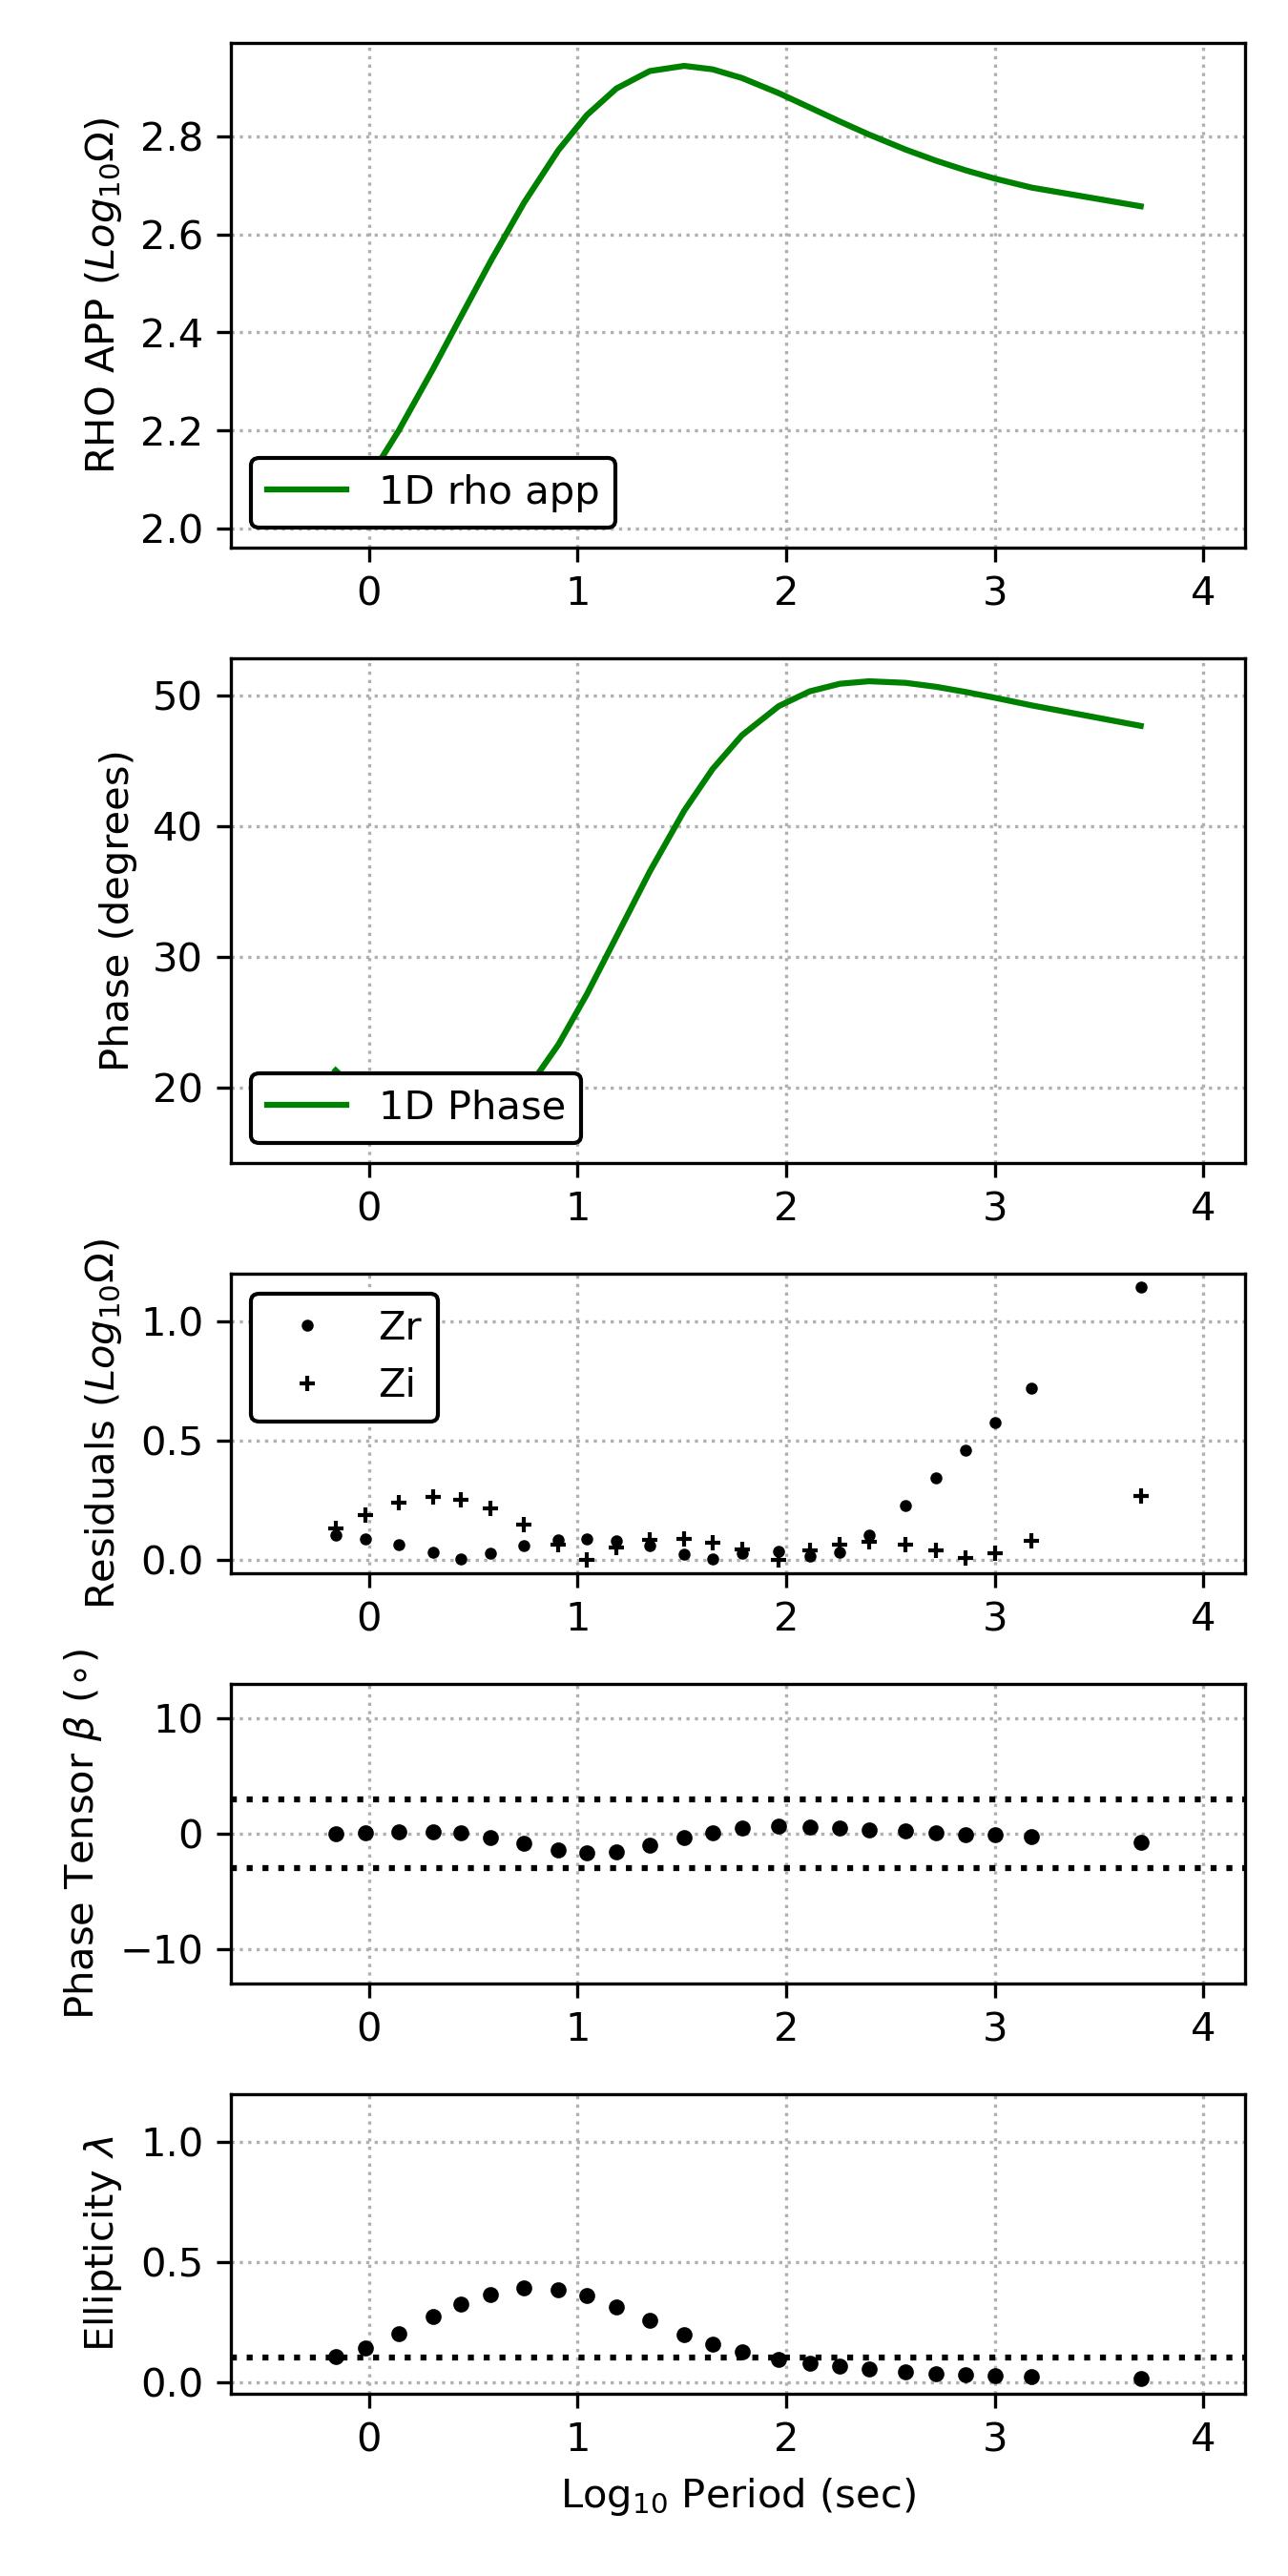 RHO APP (Log₁₀Ω)
2.8
2.6
2.4
2.2
2.0
1D rho app
0 1 2 3 4
Phase (degrees)
50
40
30
20
1D Phase
0 1 2 3 4
Residuals (Log₁₀Ω)
1.0
0.5
0.0
Zr
Zi
0 1 2 3 4
Phase Tensor β (∘)
10
0
−10
0 1 2 3 4
Ellipticity λ
1.0
0.5
0.0
0 1 2 3 4
Log₁₀ Period (sec)